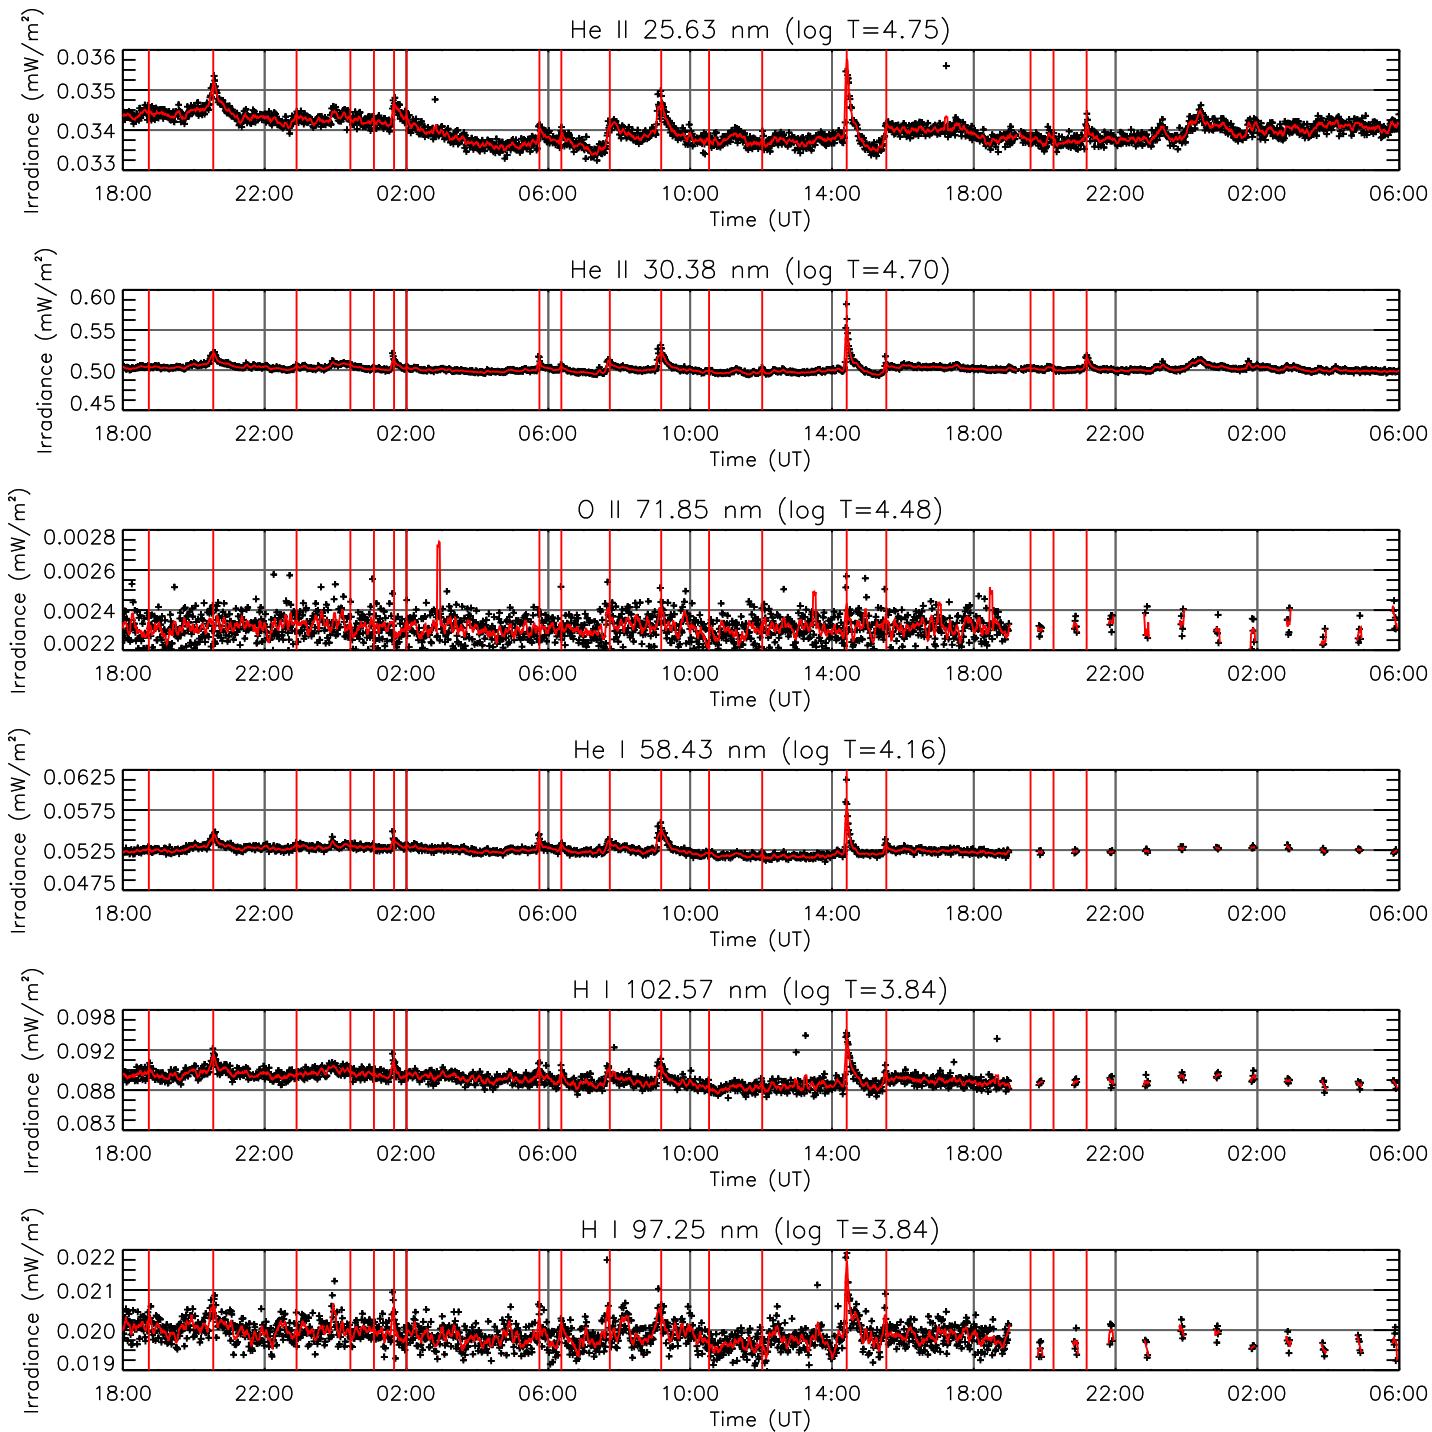 He II 25.63 nm (log T=4.75)
Irradiance (mW/m²)
0.036
0.035
0.034
0.033
18:00 22:00 02:00 06:00 10:00 14:00 18:00 22:00 02:00 06:00
Time (UT)
He II 30.38 nm (log T=4.70)
Irradiance (mW/m²)
0.60
0.55
0.50
0.45
18:00 22:00 02:00 06:00 10:00 14:00 18:00 22:00 02:00 06:00
Time (UT)
O II 71.85 nm (log T=4.48)
Irradiance (mW/m²)
0.0028
0.0026
0.0024
0.0022
18:00 22:00 02:00 06:00 10:00 14:00 18:00 22:00 02:00 06:00
Time (UT)
He I 58.43 nm (log T=4.16)
Irradiance (mW/m²)
0.0625
0.0575
0.0525
0.0475
18:00 22:00 02:00 06:00 10:00 14:00 18:00 22:00 02:00 06:00
Time (UT)
H I 102.57 nm (log T=3.84)
Irradiance (mW/m²)
0.098
0.092
0.088
0.083
18:00 22:00 02:00 06:00 10:00 14:00 18:00 22:00 02:00 06:00
Time (UT)
H I 97.25 nm (log T=3.84)
Irradiance (mW/m²)
0.022
0.021
0.020
0.019
18:00 22:00 02:00 06:00 10:00 14:00 18:00 22:00 02:00 06:00
Time (UT)